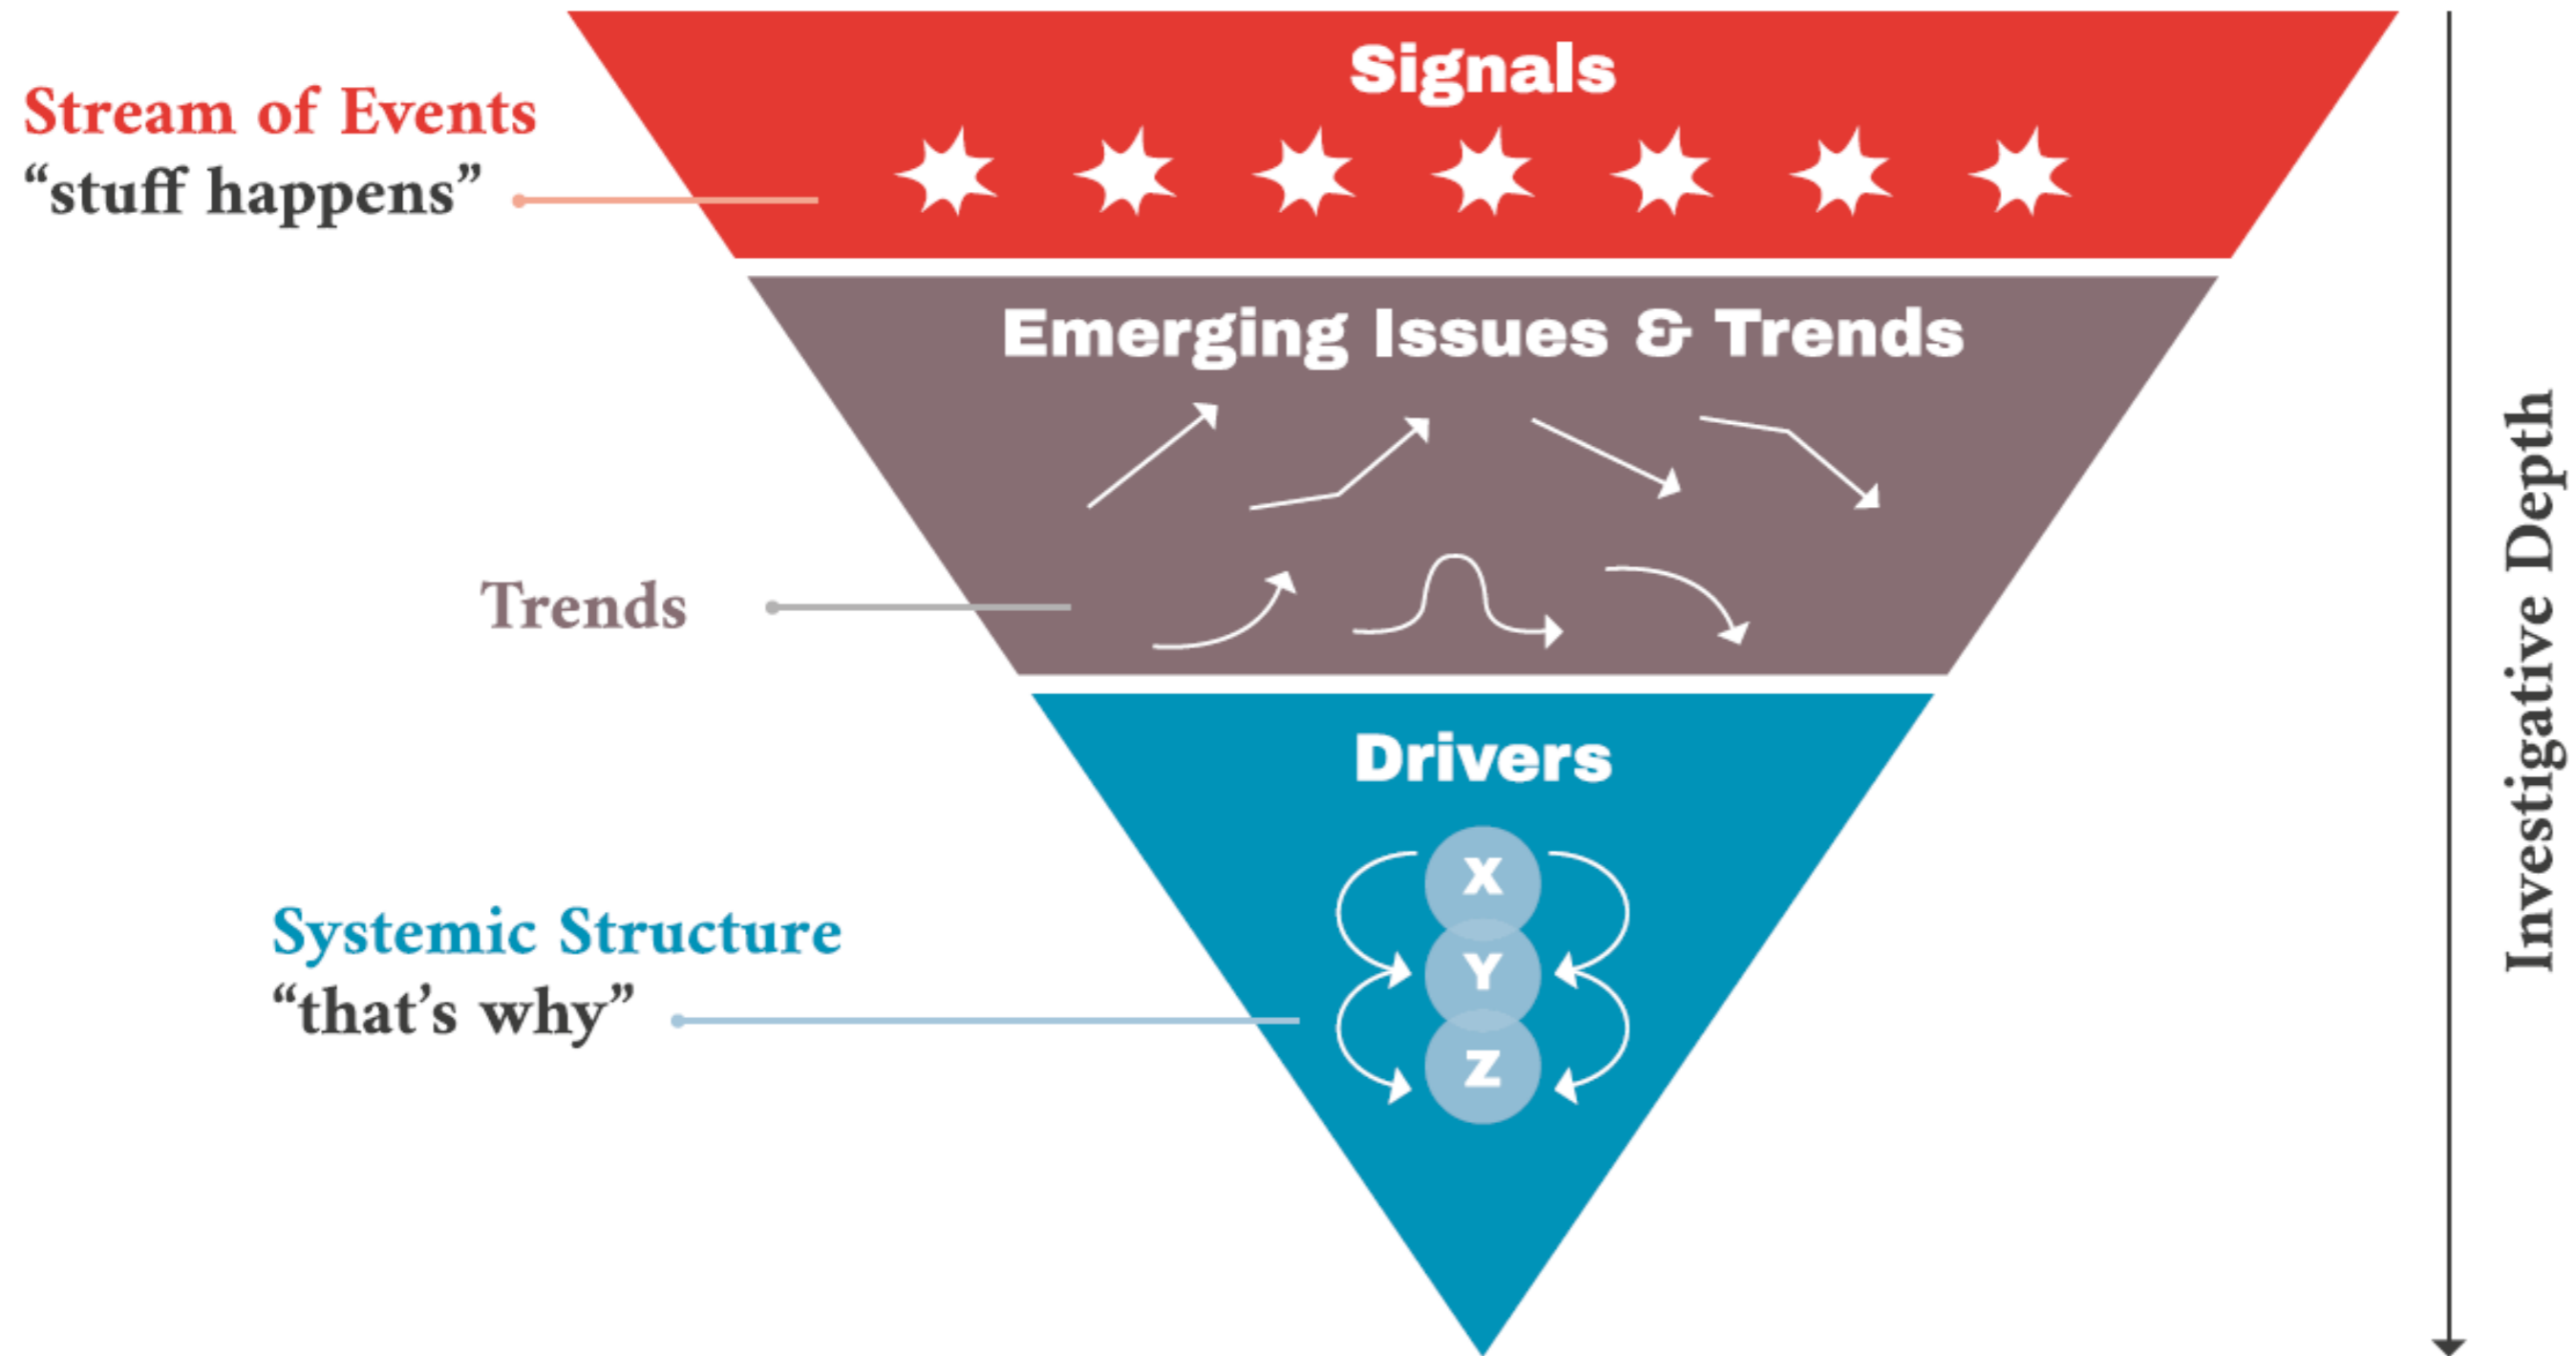 Signals
Stream of Events
“stuff happens”
Emerging Issues & Trends
Trends
Drivers
X
Y
Z
Systemic Structure
“that’s why”
Investigative Depth